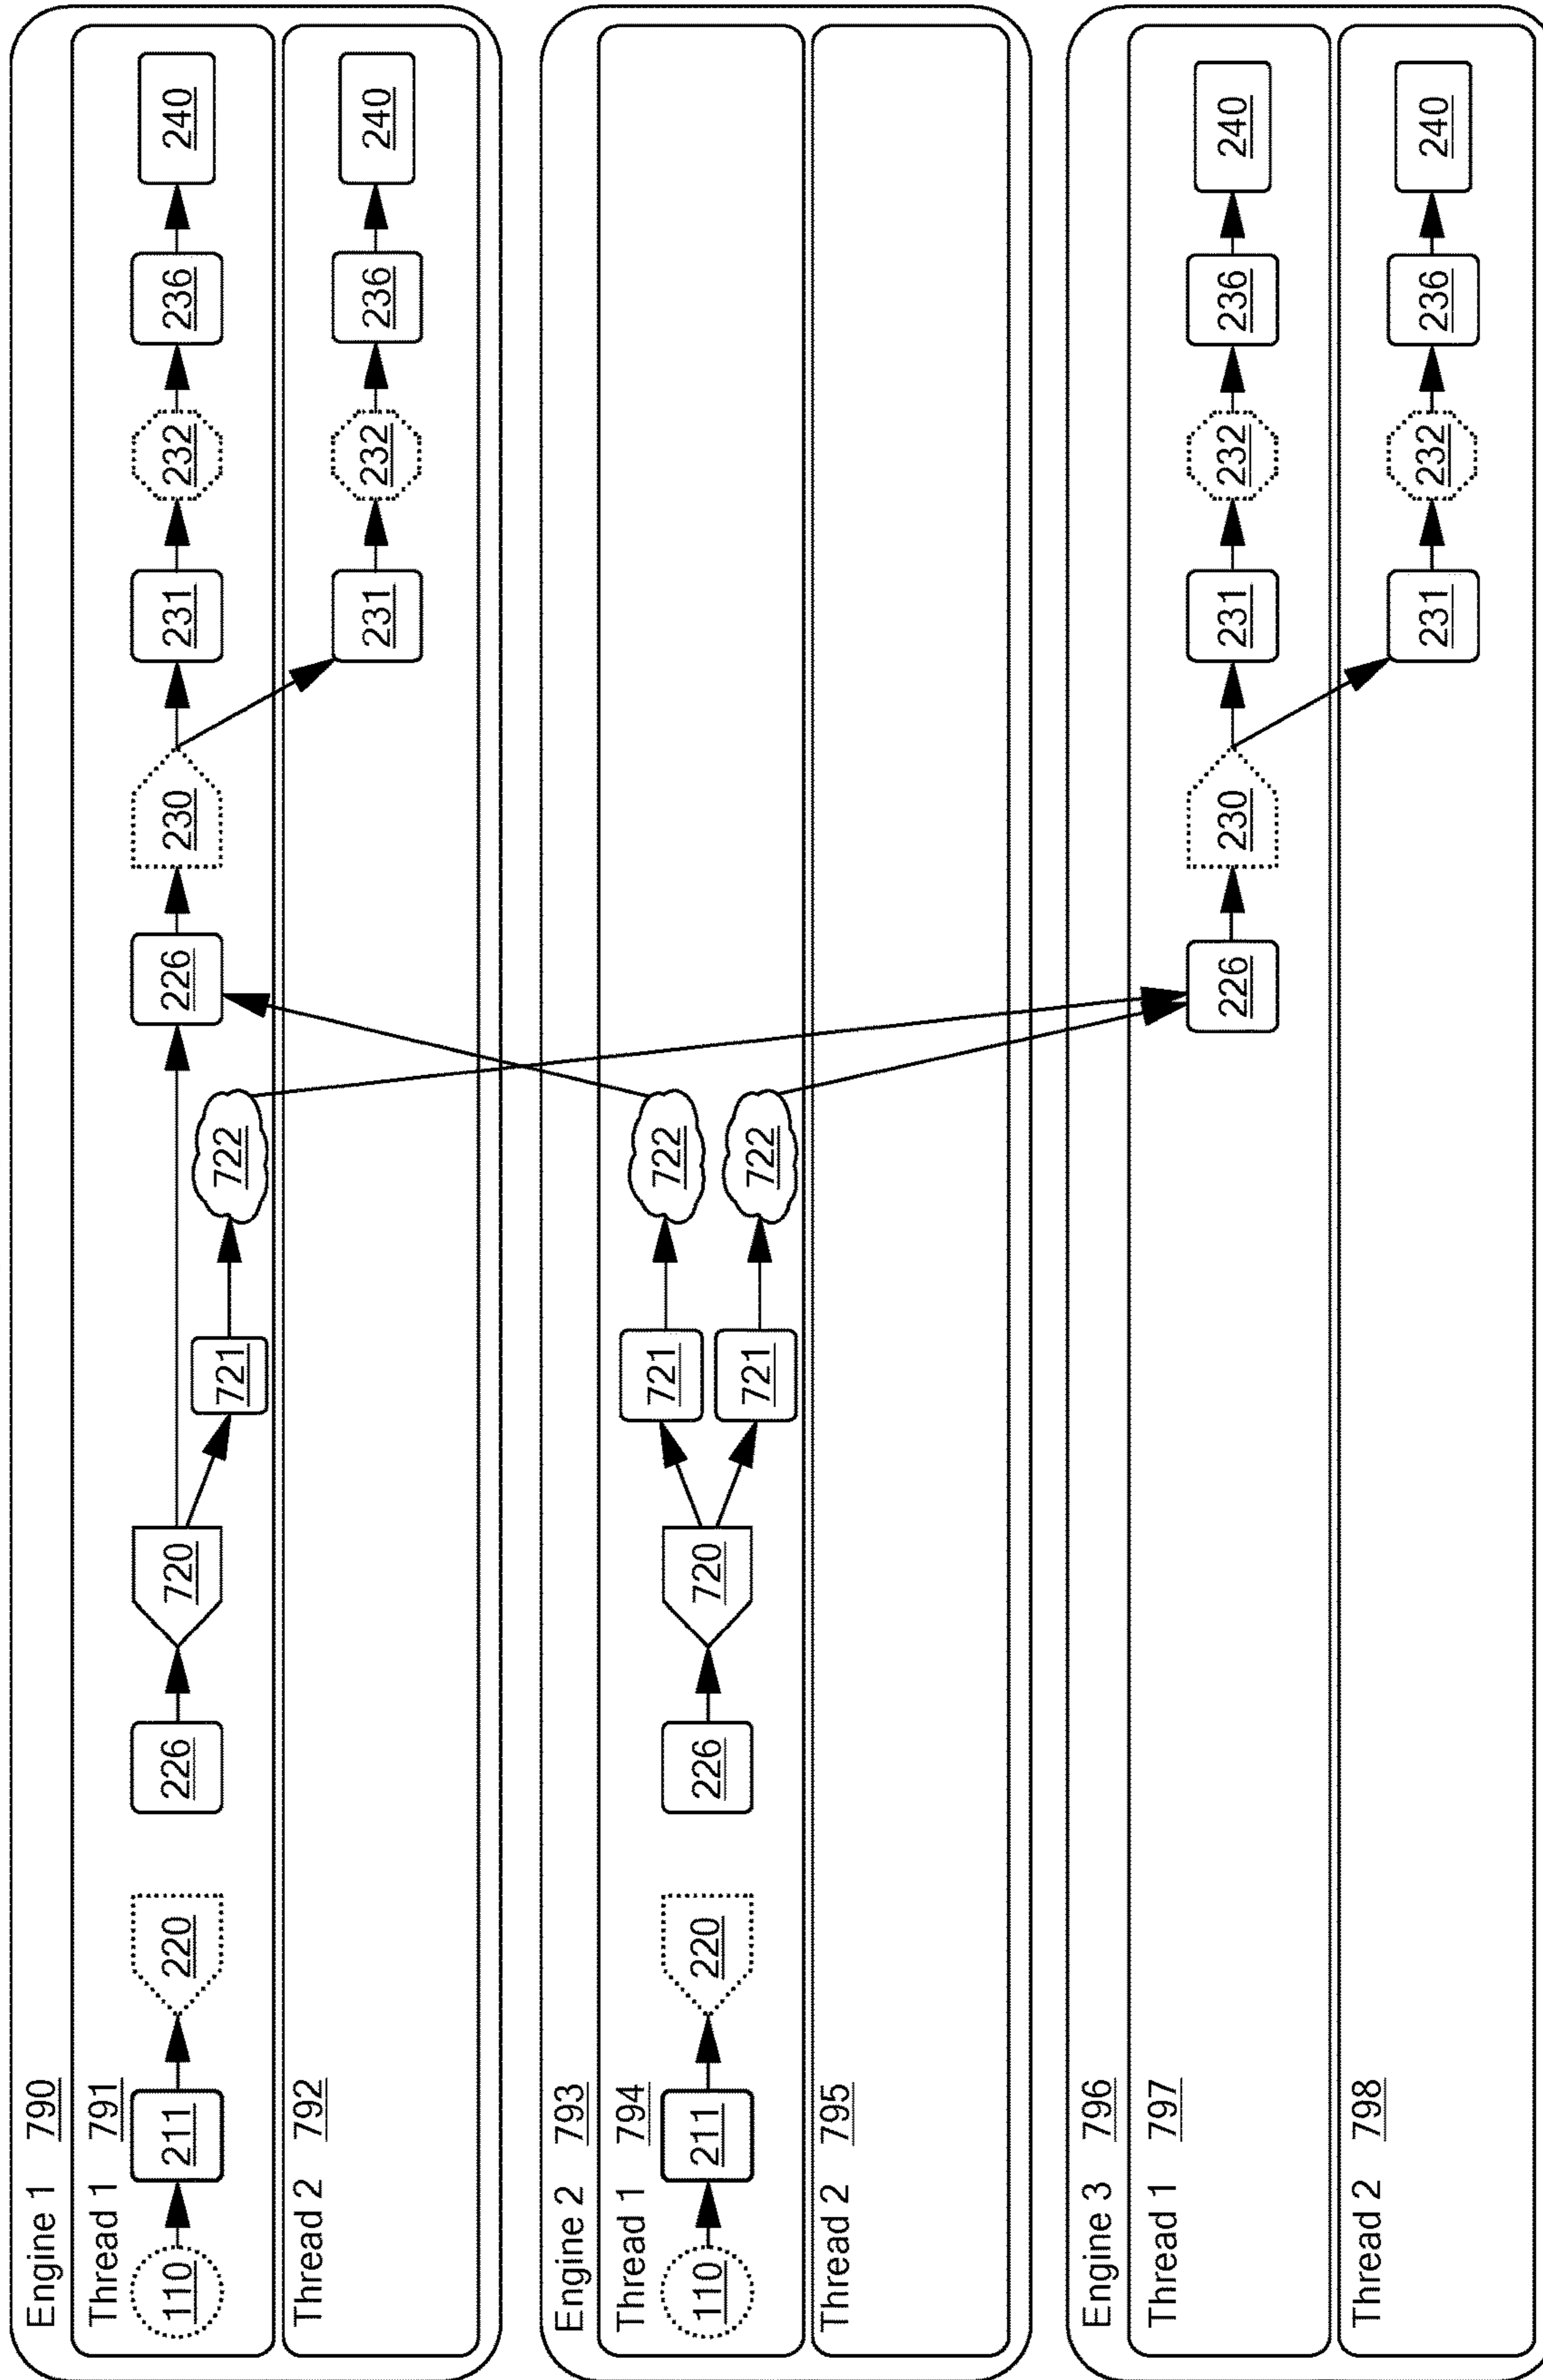 Engine 1 790
Thread 1 791
110 211 220 226 720 226 230 231 232 236 240
721 722
Thread 2 792
231 232 236 240
Engine 2 793
Thread 1 794
721 722
110 211 220 226 720
721 722
Thread 2 795
Engine 3 796
Thread 1 797
226 230 231 232 236 240
Thread 2 798
231 232 236 240